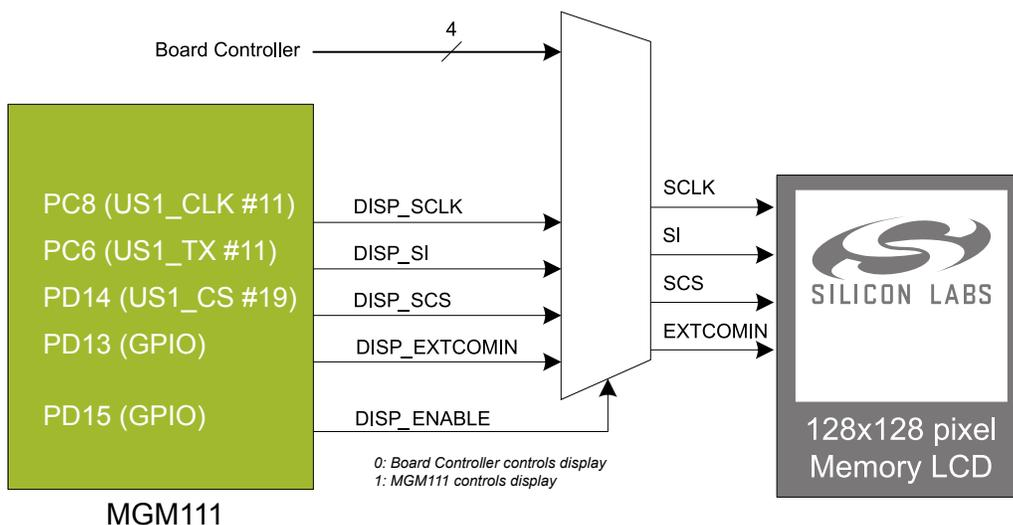 4
Board Controller
PC8 (US1_CLK #11)
DISP_SCLK
SCLK
PC6 (US1_TX #11)
DISP_SI
SI
PD14 (US1_CS #19)
DISP_SCS
SCS
SILICON LABS
PD13 (GPIO)
DISP_EXTCOMIN
EXTCOMIN
PD15 (GPIO)
DISP_ENABLE
128x128 pixel
Memory LCD
0: Board Controller controls display
1: MGM111 controls display
MGM111